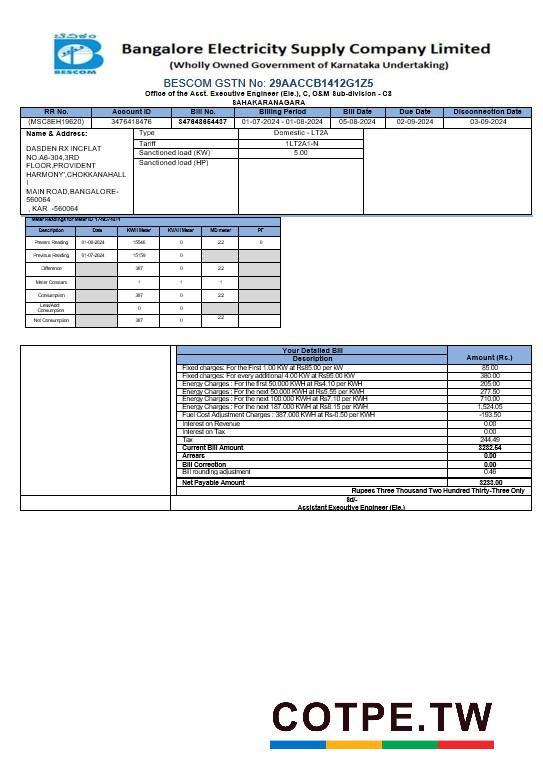 BESCOM
Bangalore Electricity Supply Company Limited
(Wholly Owned Government of Karnataka Undertaking)
BESCOM GSTN No: 29AACCB1412G1Z5
Office of the Asst. Executive Engineer (Ele.), C, O&M Sub-division - C8
SAHAKARANAGARA
RR No. Account ID Bill No. Billing Period Bill Date Due Date Disconnection Date
(MSC8EH19620) 3476418476 347648654437 01-07-2024 - 01-08-2024 05-08-2024 02-09-2024 03-09-2024
Name & Address:
DASDEN RX INCFLAT
NO.A6-304,3RD
FLOOR,PROVIDENT
HARMONY',CHOKKANAHALL
I
MAIN ROAD,BANGALORE-
560064
, KAR -560064
Type Domestic - LT2A
Tariff 1LT2A1-N
Sanctioned load (KW) 5.00
Sanctioned load (HP)
Description Date KWH Meter KVAH Meter MD meter PF
Present Reading 01-08-2024 15546 0 2.2 0
Previous Reading 01-07-2024 15159 0
Difference 387 0 2.2
Meter Constant 1 1 1
Consumption 387 0 2.2
Less/Add
Consumption 0 0
Net Consumption 387 0 2.2
Your Detailed Bill
Description Amount (Rs.)
Fixed charges: For the First 1.00 KW at Rs85.00 per kW 85.00
Fixed charges: For every additional 4.00 KW at Rs95.00 KW 380.00
Energy Charges : For the first 50.000 KWH at Rs4.10 per KWH 205.00
Energy Charges : For the next 50.000 KWH at Rs5.55 per KWH 277.50
Energy Charges : For the next 100.000 KWH at Rs7.10 per KWH 710.00
Energy Charges : For the next 187.000 KWH at Rs8.15 per KWH 1,524.05
Fuel Cost Adjustment Charges : 387.000 KWH at Rs-0.50 per KWH -193.50
Interest on Revenue 0.00
Interest on Tax 0.00
Tax 244.49
Current Bill Amount 3232.54
Arrears 0.00
Bill Correction 0.00
Bill rounding adjustment 0.46
Net Payable Amount 3233.00
Rupees Three Thousand Two Hundred Thirty-Three Only
Sd/-
Assistant Executive Engineer (Ele.)
COTPE.TW